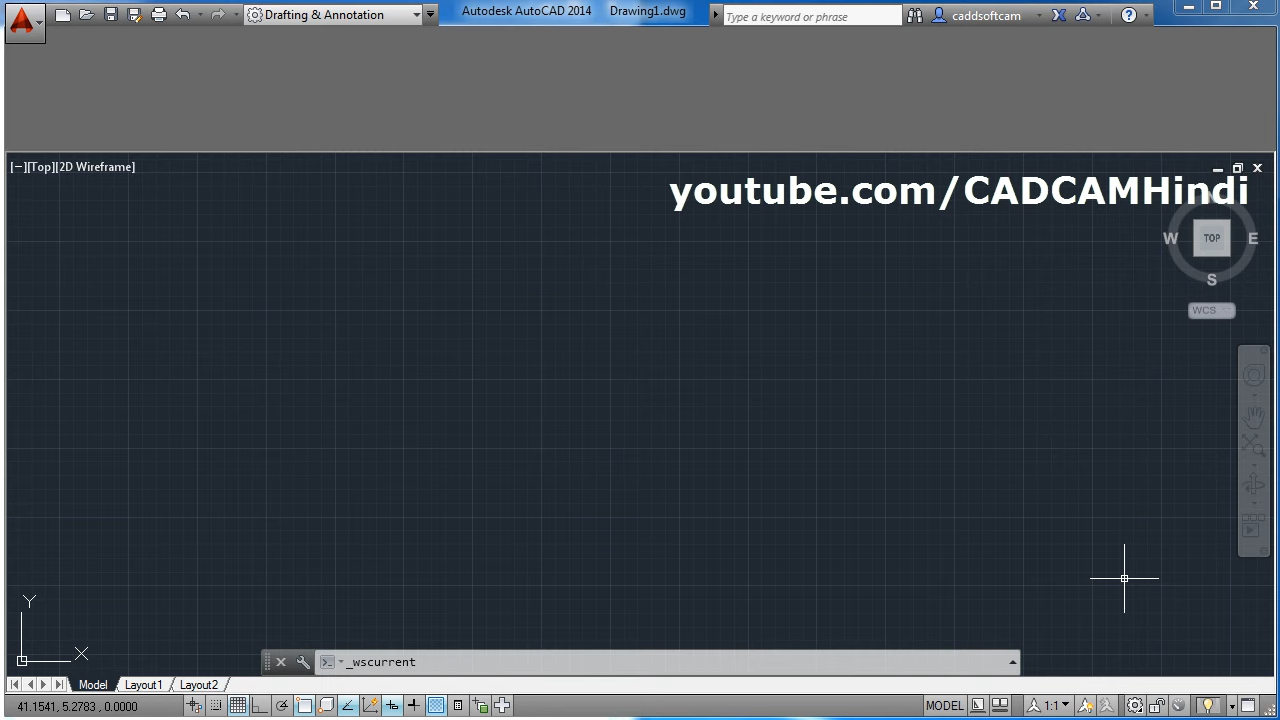 Drafting & Annotation
Autodesk AutoCAD 2014 Drawing1.dwg
Type a keyword or phrase
caddsoftcam
[−][Top][2D Wireframe]
youtube.com/CADCAMHindi
W
TOP
E
S
WCS
Y
X
_wscurrent
Model
Layout1
Layout2
41.1541, 5.2783, 0.0000
MODEL
1:1